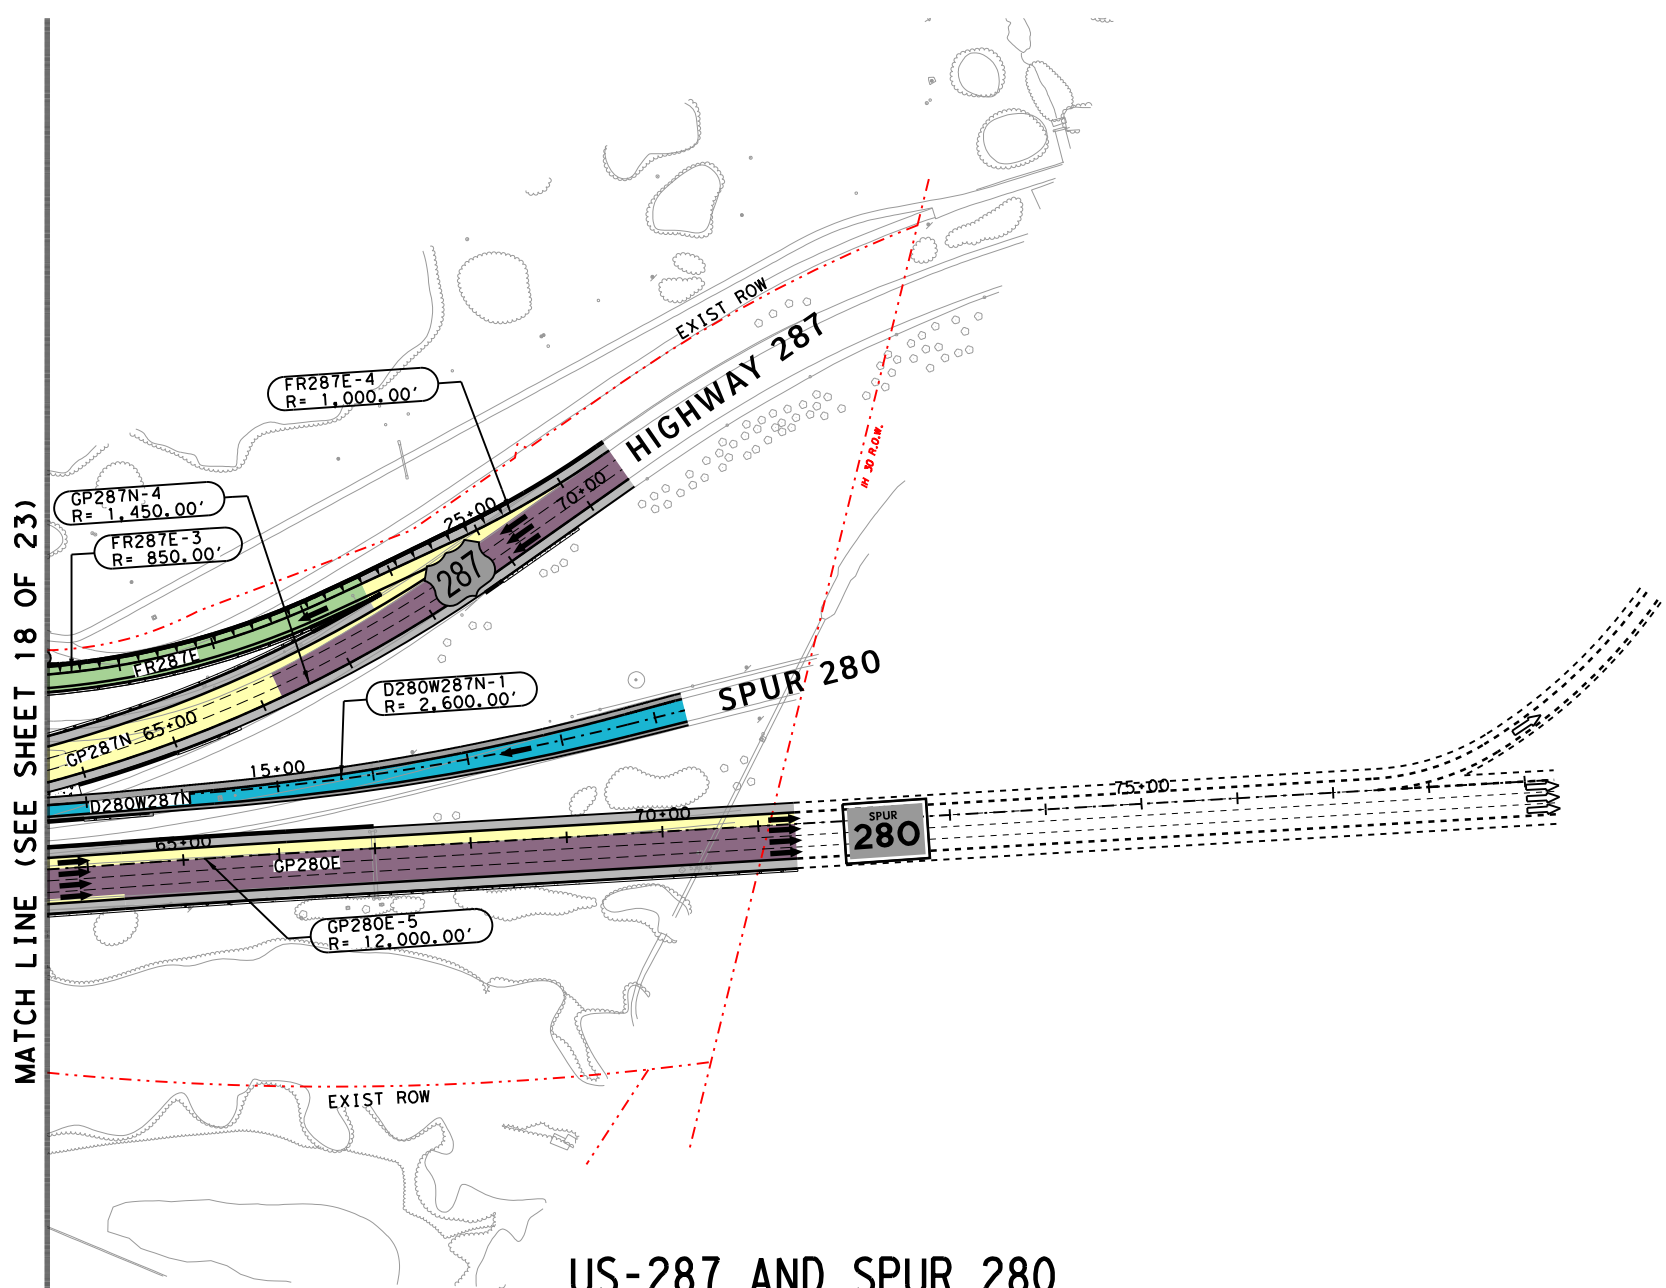 EXIST ROW
HIGHWAY 287
FR287E-4
R= 1,000.00'
IH 30 R.O.W.
GP287N-4
R= 1,450.00'
25+00
70+00
FR287E-3
R= 850.00'
287
MATCH LINE (SEE SHEET 18 OF 23)
FR287E
SPUR 280
D280W287N-1
R= 2,600.00'
GP287N 65+00
15+00
D280W287N
75+00
70+00
SPUR
280
65+00
GP280E
GP280E-5
R= 12,000.00'
EXIST ROW
US-287 AND SPUR 280